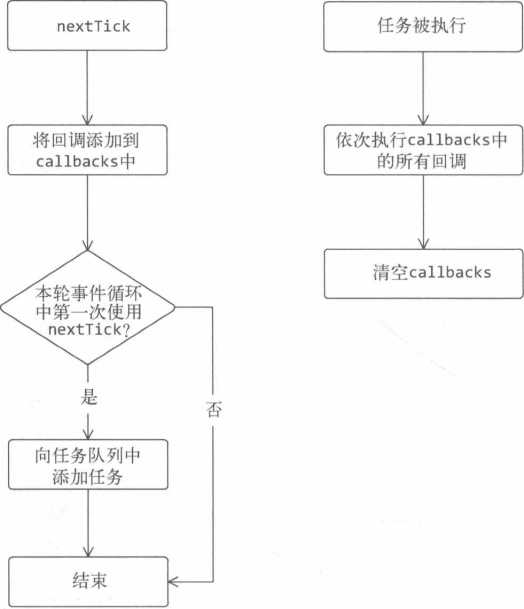 nextTick
将回调添加到
callbacks中
本轮事件循环
中第一次使用
nextTick?
是
否
向任务队列中
添加任务
结束
任务被执行
依次执行callbacks中
的所有回调
清空callbacks